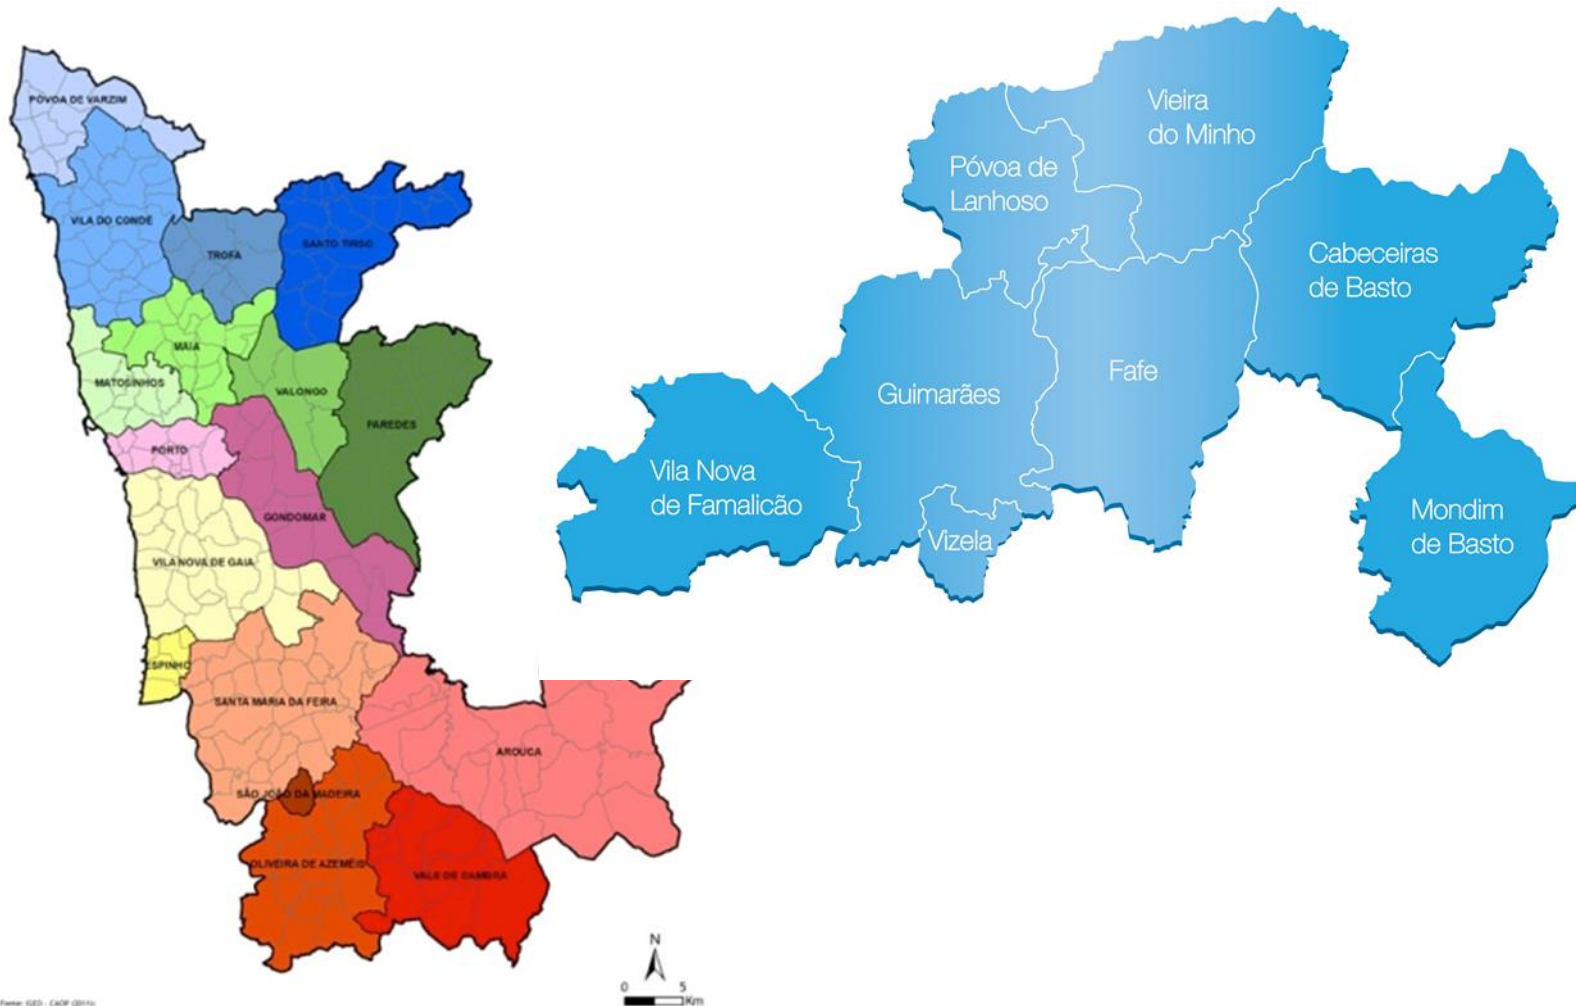 PÓVOA DE VARZIM
VILA DO CONDE
TROFA
SANTO TIRSO
MAIA
MATOSINHOS
VALONGO
PAREDES
PORTO
GONDOMAR
VILA NOVA DE GAIA
ESPINHO
SANTA MARIA DA FEIRA
AROUCA
SÃO JOÃO DA MADEIRA
OLIVEIRA DE AZEMÉIS
VALE DE CAMBRA
N
0 5
Km
Vieira
do Minho
Póvoa de
Lanhoso
Cabeceiras
de Basto
Fafe
Guimarães
Vila Nova
de Famalicão
Vizela
Mondim
de Basto